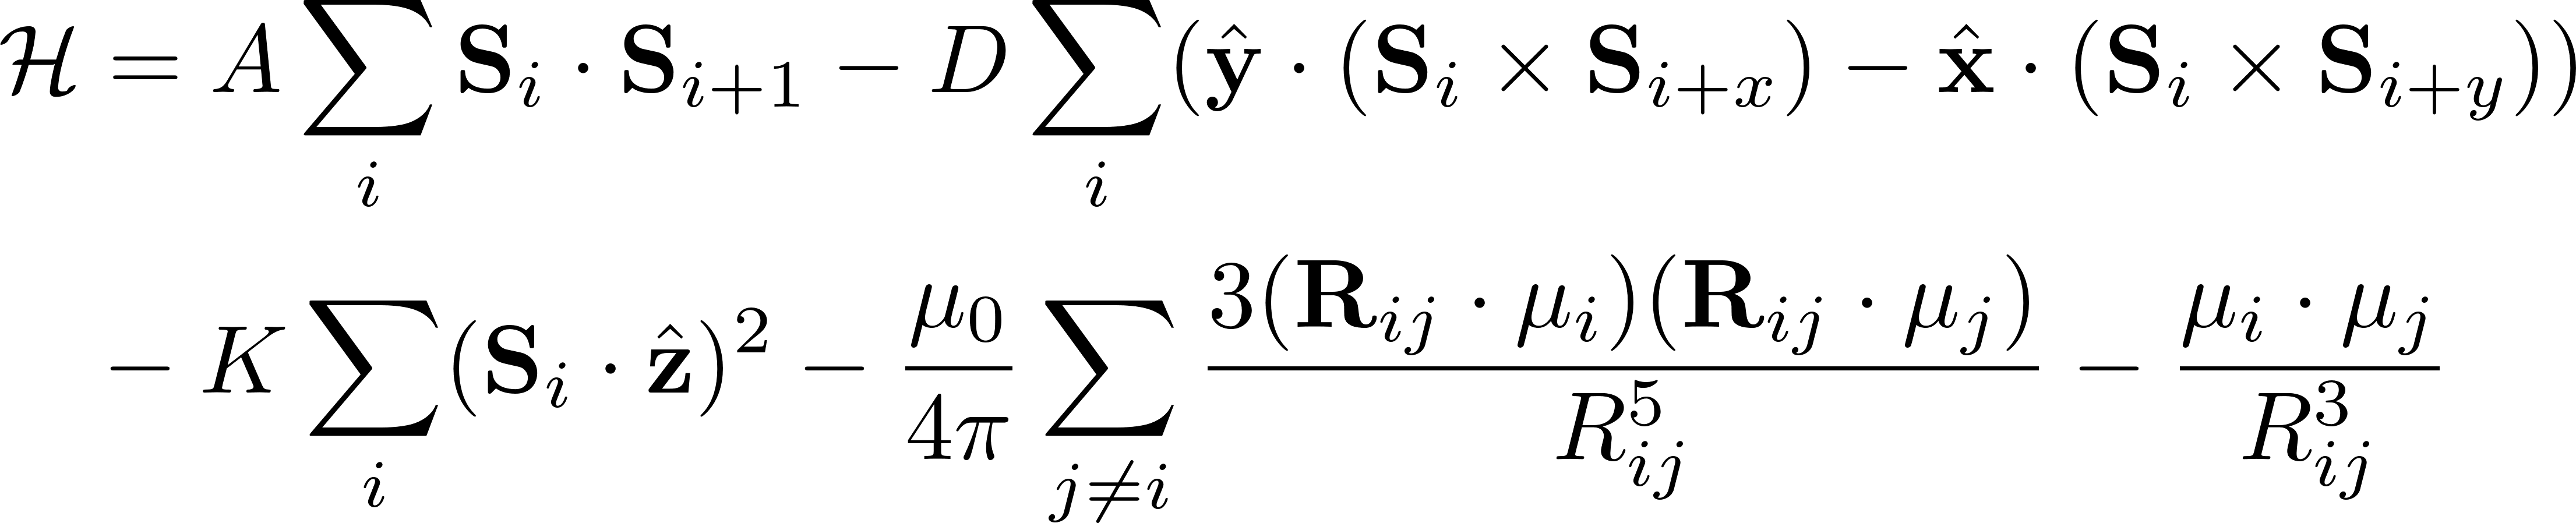 \mathcal{H} = A \sum_{i} \mathbf{S}_i \cdot \mathbf{S}_{i+1} - D \sum_{i} (\hat{\mathbf{y}} \cdot (\mathbf{S}_i \times \mathbf{S}_{i+x}) - \hat{\mathbf{x}} \cdot (\mathbf{S}_i \times \mathbf{S}_{i+y}))
- K \sum_{i} (\mathbf{S}_i \cdot \hat{\mathbf{z}})^2 - \frac{\mu_0}{4\pi} \sum_{j \neq i} \frac{3(\mathbf{R}_{ij} \cdot \mu_i)(\mathbf{R}_{ij} \cdot \mu_j)}{R_{ij}^5} - \frac{\mu_i \cdot \mu_j}{R_{ij}^3}